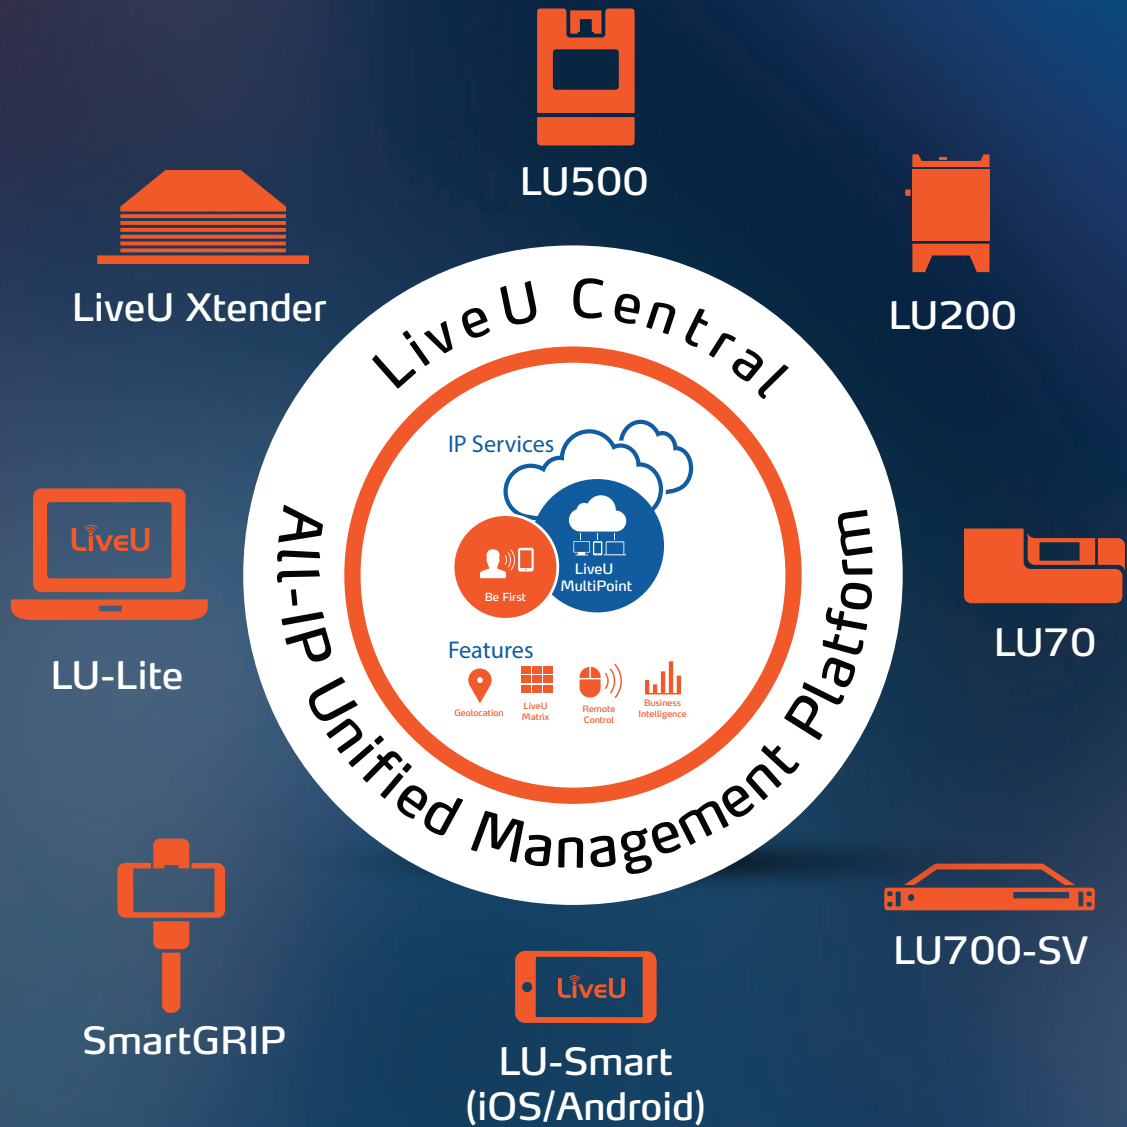 LU500
LiveU Xtender
LU200
LiveU Central
IP Services
LiveU
MultiPoint
Be First
LiveU
LU-Lite
LU70
Features
Geolocation
LiveU
Matrix
Remote
Control
Business
Intelligence
All-IP Unified Management Platform
LU700-SV
SmartGRIP
LiveU
LU-Smart
(iOS/Android)